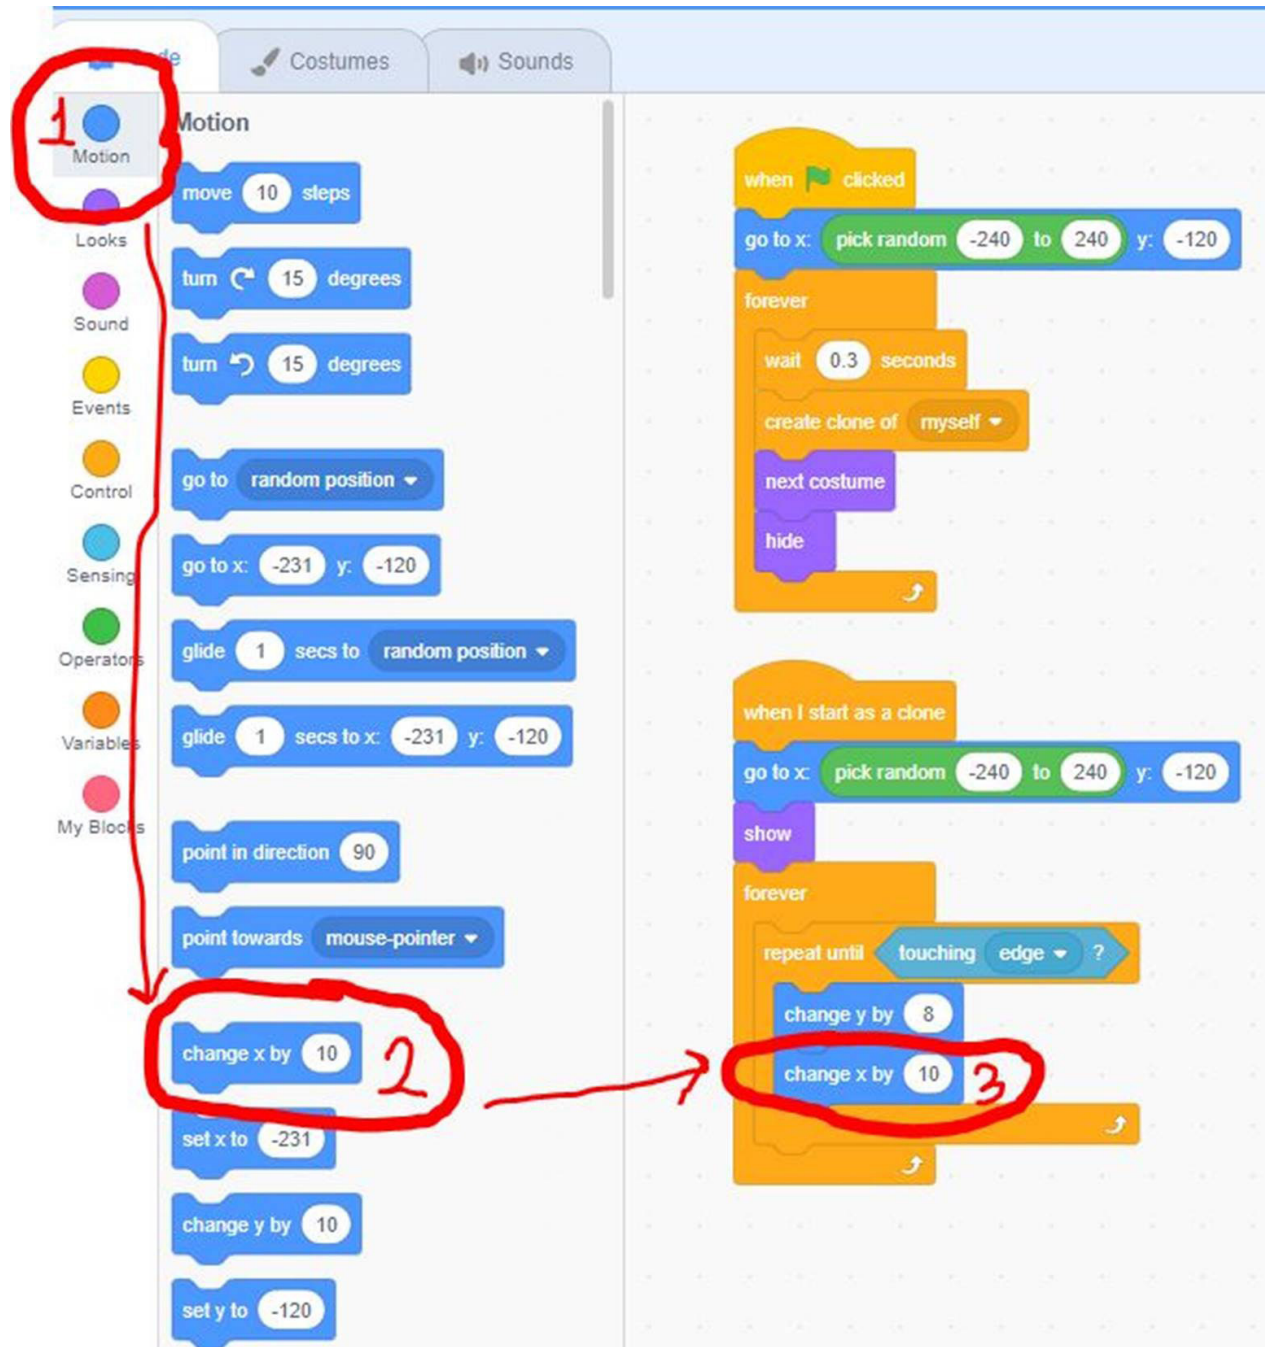 de Costumes Sounds
1
Motion
Looks
Sound
Events
Control
Sensing
Operators
Variables
My Blocks
Motion
move 10 steps
turn 15 degrees
turn 15 degrees
go to random position
go to x: -231 y: -120
glide 1 secs to random position
glide 1 secs to x: -231 y: -120
point in direction 90
point towards mouse-pointer
change x by 10 2
set x to -231
change y by 10
set y to -120
when clicked
go to x: pick random -240 to 240 y: -120
forever
wait 0.3 seconds
create clone of myself
next costume
hide
when I start as a clone
go to x: pick random -240 to 240 y: -120
show
forever
repeat until touching edge ?
change y by 8
change x by 10 3